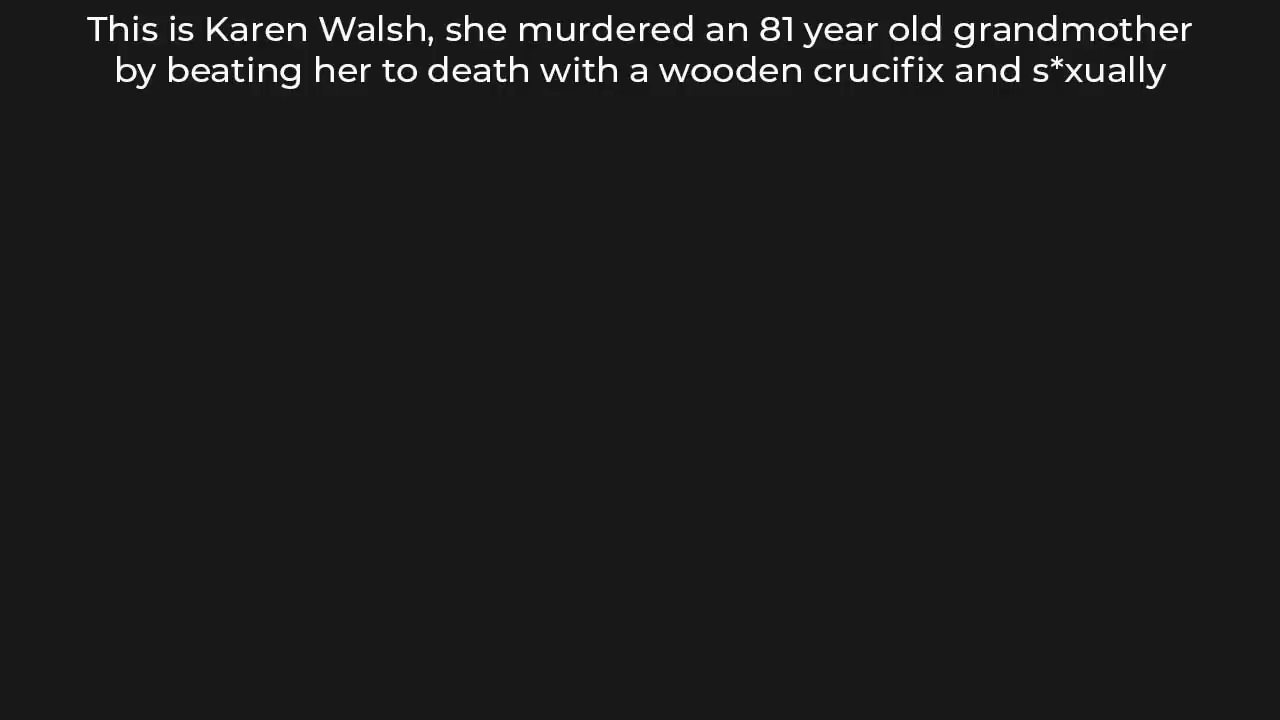 This is Karen Walsh, she murdered an 81 year old grandmother
by beating her to death with a wooden crucifix and s*xually